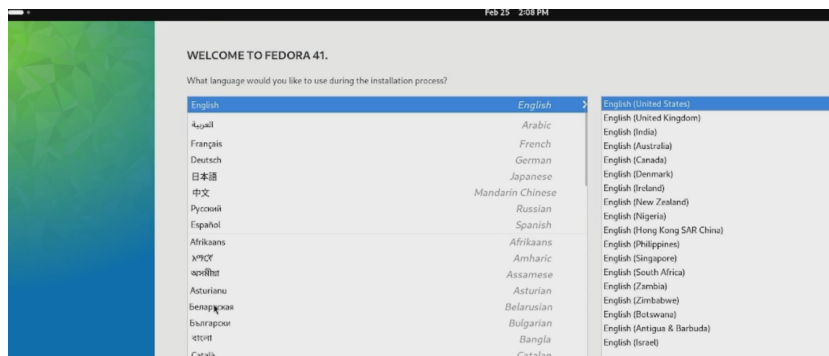 Feb 25 2:08 PM
WELCOME TO FEDORA 41.
What language would you like to use during the installation process?
English English
العربية Arabic
Français French
Deutsch German
日本語 Japanese
中文 Mandarin Chinese
Русский Russian
Español Spanish
Afrikaans Afrikaans
አማርኛ Amharic
অসমীয়া Assamese
Asturianu Asturian
Беларуская Belarusian
Български Bulgarian
বাংলা Bangla
Català Catalan
English (United States)
English (United Kingdom)
English (India)
English (Australia)
English (Canada)
English (Denmark)
English (Ireland)
English (New Zealand)
English (Nigeria)
English (Hong Kong SAR China)
English (Philippines)
English (Singapore)
English (South Africa)
English (Zambia)
English (Zimbabwe)
English (Botswana)
English (Antigua & Barbuda)
English (Israel)